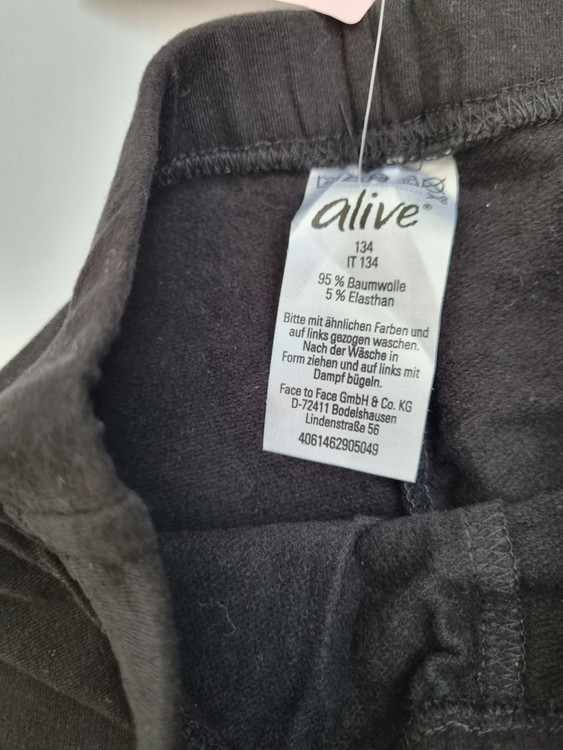 alive®
134
IT 134
95 % Baumwolle
5 % Elasthan
Bitte mit ähnlichen Farben und
auf links gezogen waschen.
Nach der Wäsche in
Form ziehen und auf links mit
Dampf bügeln.
Face to Face GmbH & Co. KG
D-72411 Bodelshausen
Lindenstraße 56
4061462905049